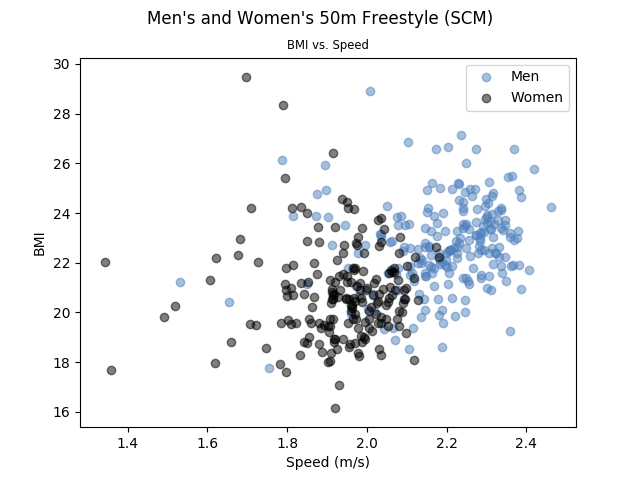 Men's and Women's 50m Freestyle (SCM)
BMI vs. Speed
Men
Women
30
28
26
24
22
20
18
16
BMI
1.4 1.6 1.8 2.0 2.2 2.4
Speed (m/s)